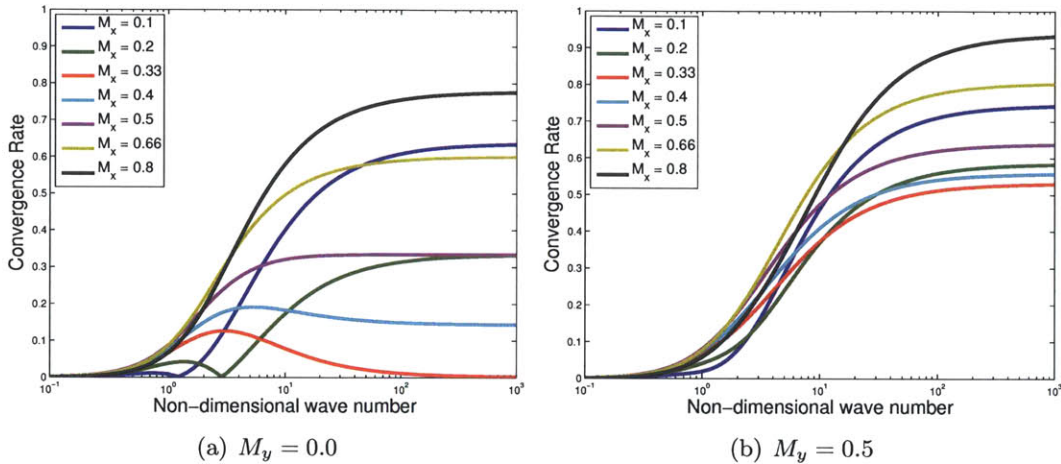 Convergence Rate
1
0.9
0.8
0.7
0.6
0.5
0.4
0.3
0.2
0.1
0
M_x = 0.1
M_x = 0.2
M_x = 0.33
M_x = 0.4
M_x = 0.5
M_x = 0.66
M_x = 0.8
10^-1 10^0 10^1 10^2 10^3
Non-dimensional wave number
(a) M_y = 0.0
Convergence Rate
1
0.9
0.8
0.7
0.6
0.5
0.4
0.3
0.2
0.1
0
M_x = 0.1
M_x = 0.2
M_x = 0.33
M_x = 0.4
M_x = 0.5
M_x = 0.66
M_x = 0.8
10^-1 10^0 10^1 10^2 10^3
Non-dimensional wave number
(b) M_y = 0.5